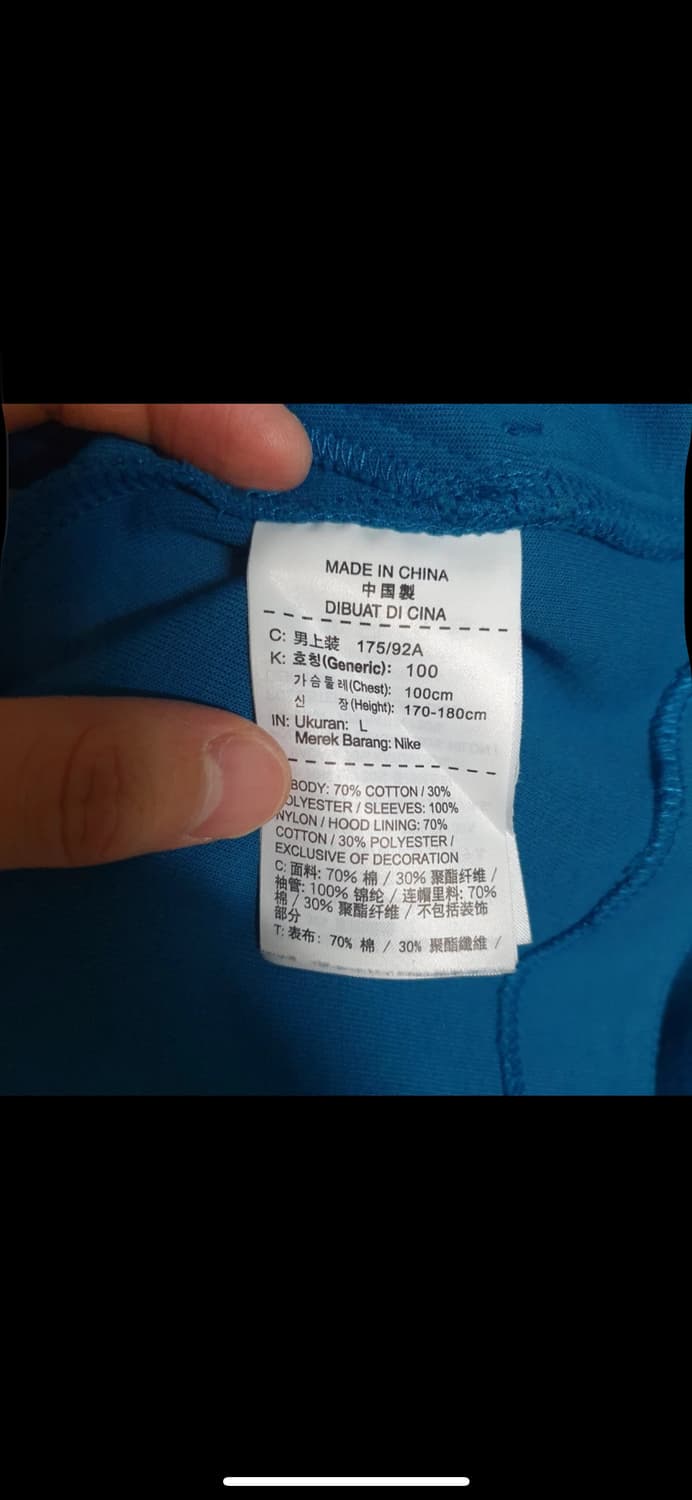 MADE IN CHINA
中国製
DIBUAT DI CINA
C: 男上装 175/92A
K: 호칭(Generic): 100
가슴둘레(Chest): 100cm
신 장(Height): 170-180cm
IN: Ukuran: L
Merek Barang: Nike
BODY: 70% COTTON / 30%
OLYESTER / SLEEVES: 100%
NYLON / HOOD LINING: 70%
COTTON / 30% POLYESTER /
EXCLUSIVE OF DECORATION
C: 面料: 70% 棉 / 30% 聚酯纤维 /
袖管: 100% 锦纶 / 连帽里料: 70%
棉 / 30% 聚酯纤维 / 不包括装饰
部分
T: 表布: 70% 棉 / 30% 聚酯纖維 /